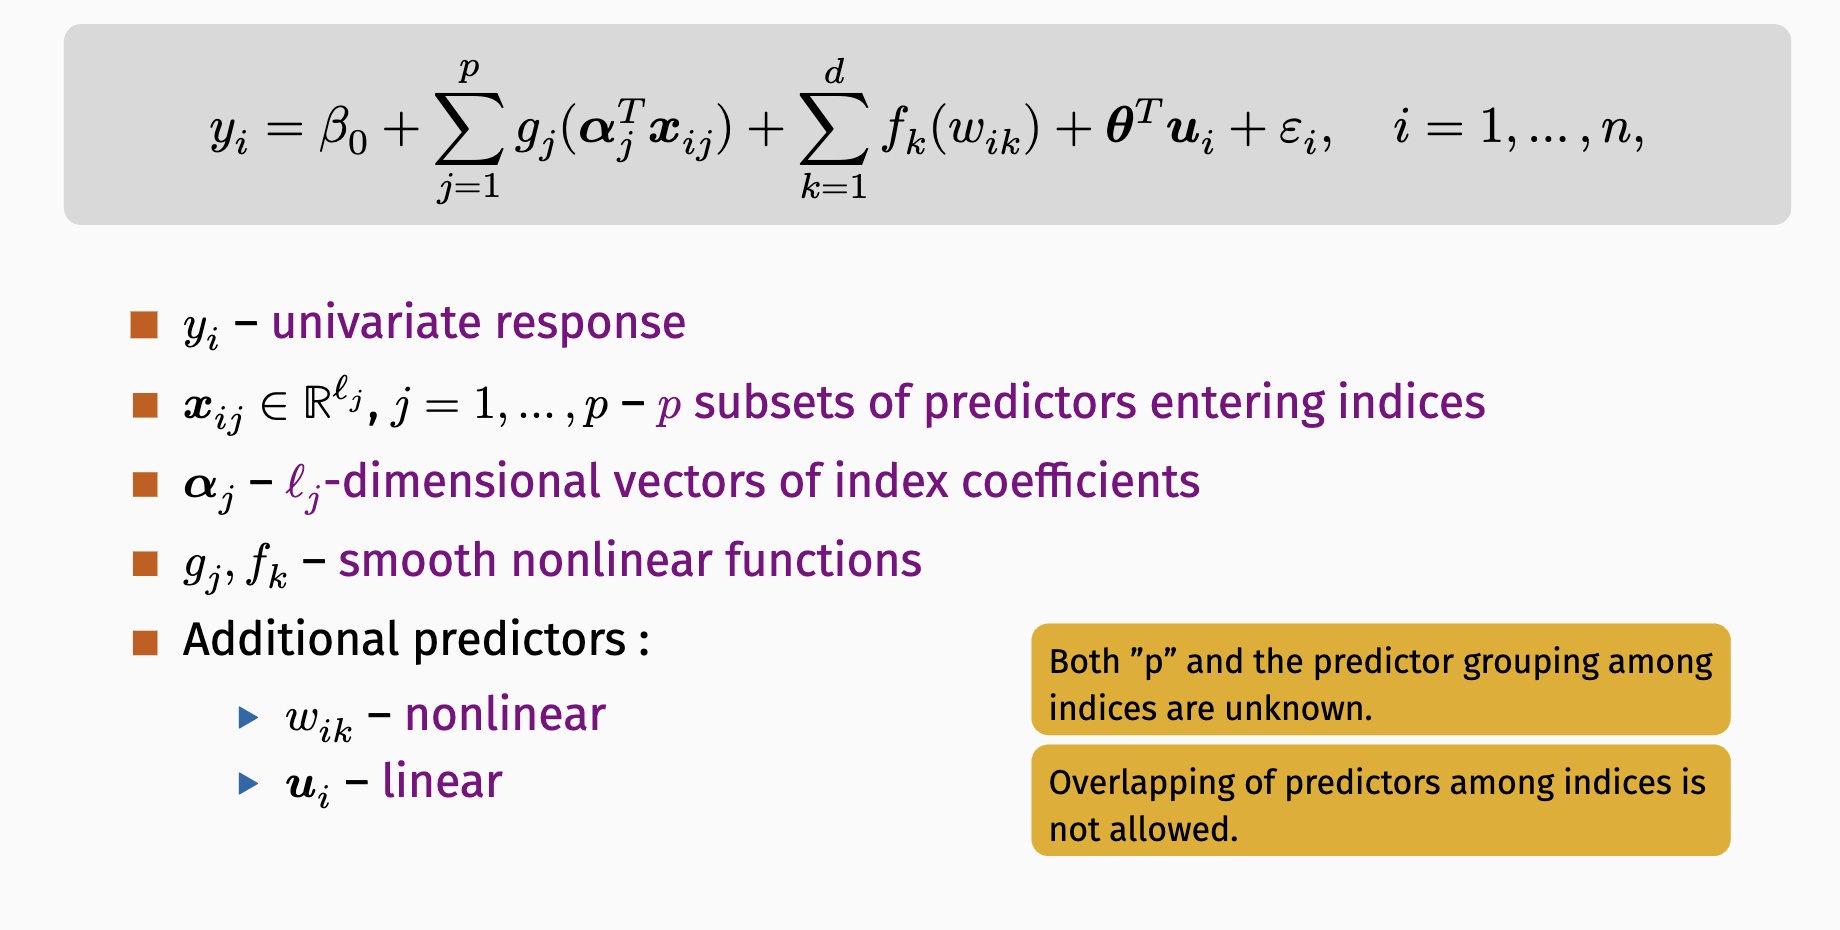 $y_i = \beta_0 + \sum_{j=1}^{p} g_j(\boldsymbol{\alpha}_j^T \boldsymbol{x}_{ij}) + \sum_{k=1}^{d} f_k(w_{ik}) + \boldsymbol{\theta}^T \boldsymbol{u}_i + \varepsilon_i, \quad i = 1, \ldots, n,$
$y_i$ – univariate response
$\boldsymbol{x}_{ij} \in \mathbb{R}^{\ell_j}$, $j = 1, \ldots, p$ – $p$ subsets of predictors entering indices
$\boldsymbol{\alpha}_j$ – $\ell_j$-dimensional vectors of index coefficients
$g_j, f_k$ – smooth nonlinear functions
Additional predictors :
$w_{ik}$ – nonlinear
$\boldsymbol{u}_i$ – linear
Both ”p” and the predictor grouping among
indices are unknown.
Overlapping of predictors among indices is
not allowed.